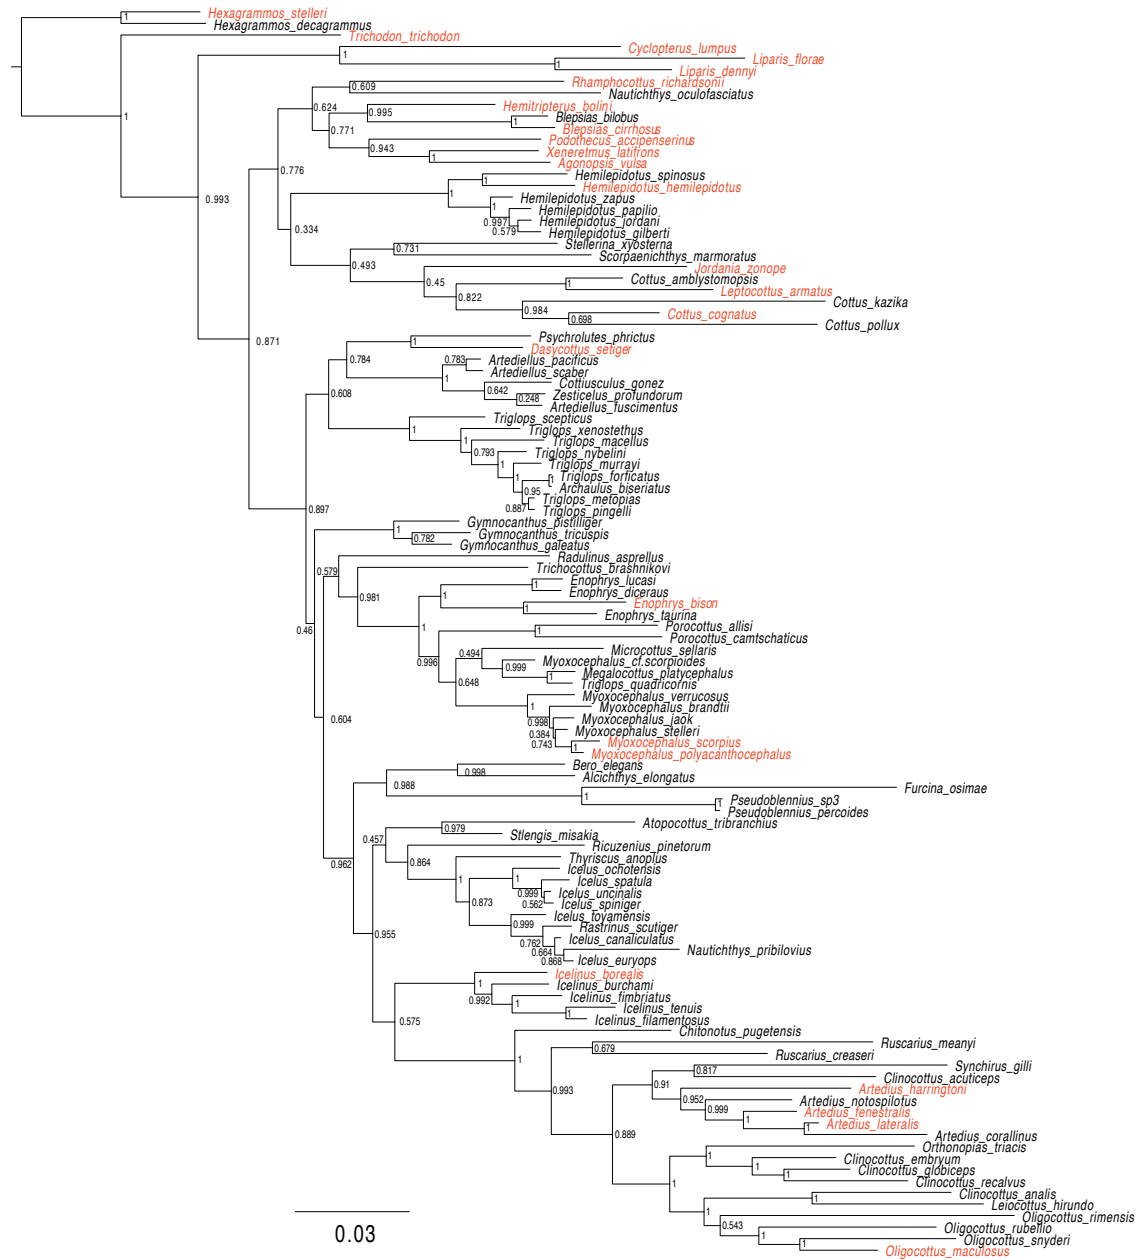 Hexagrammos_stelleri
1
Hexagrammos_decagrammus
Trichodon_trichodon
Cyclopterus_lumpus
1
Liparis_florae
1
Liparis_dennyi
Rhamphocottus_richardsonii
0.609
Nautichthys_oculofasciatus
0.624
Hemitripterus_bolini
0.995
1
Blepsias_bilobus
1
Blepsias_cirrhosus
0.771
Podothecus_accipenserinus
0.943
Xeneretmus_latifrons
1
Agonopsis_vulsa
0.776
Hemilepidotus_spinosus
1
Hemilepidotus_hemilepidotus
0.993
Hemilepidotus_zapus
1
Hemilepidotus_papilio
0.997
Hemilepidotus_jordani
0.579
Hemilepidotus_gilberti
0.334
Stellerina_xyosterna
0.731
Scorpaenichthys_marmoratus
0.493
Jordania_zonope
0.45
Cottus_amblystomopsis
1
Leptocottus_armatus
0.822
Cottus_kazika
0.984
Cottus_cognatus
0.698
Cottus_pollux
0.871
Psychrolutes_phrictus
1
Dasycottus_setiger
0.784
0.783
Artediellus_pacificus
Artediellus_scaber
1
Cottiusculus_gonez
0.642
Zesticelus_profundorum
0.248
Artediellus_fuscimentus
0.608
Triglops_scepticus
1
Triglops_xenostethus
1
Triglops_macellus
0.793
Triglops_nybelini
1
Triglops_murrayi
1
Triglops_forficatus
1
Archaulus_biseriatus
0.95
Triglops_metopias
0.887
Triglops_pingelli
0.897
Gymnocanthus_pistilliger
1
Gymnocanthus_tricuspis
0.782
Gymnocanthus_galeatus
Radulinus_asprellus
0.579
Trichocottus_brashnikovi
Enophrys_lucasi
1
Enophrys_diceraus
0.981
1
Enophrys_bison
1
Enophrys_taurina
0.46
1
Porocottus_allisi
1
Porocottus_camtschaticus
0.996
Microcottus_sellaris
0.494
Myoxocephalus_cf.scorpioides
0.999
Megalocottus_platycephalus
1
Triglops_quadricornis
0.648
Myoxocephalus_verrucosus
1
Myoxocephalus_brandtii
0.998
Myoxocephalus_jaok
0.384
Myoxocephalus_stelleri
0.743
Myoxocephalus_scorpius
1
Myoxocephalus_polyacanthocephalus
0.604
Bero_elegans
0.998
Alcichthys_elongatus
0.988
Furcina_osimae
1
Pseudoblennius_sp3
1
Pseudoblennius_percoides
Atopocottus_tribranchius
0.979
Stlengis_misakia
0.457
Ricuzenius_pinetorum
0.962
0.864
Thyriscus_anoplus
Icelus_ochotensis
1
1
Icelus_spatula
0.999
Icelus_uncinalis
0.562
Icelus_spiniger
0.873
Icelus_toyamensis
0.999
Rastrinus_scutiger
0.762
Icelus_canaliculatus
0.664
Nautichthys_pribilovius
0.868
Icelus_euryops
0.955
Icelinus_borealis
1
Icelinus_burchami
0.992
Icelinus_fimbriatus
1
Icelinus_tenuis
1
Icelinus_filamentosus
0.575
Chitonotus_pugetensis
1
Ruscarius_meanyi
0.679
Ruscarius_creaseri
0.993
Synchirus_gilli
0.817
Clinocottus_acuticeps
0.91
Artedius_harringtoni
0.952
Artedius_notospilotus
0.999
Artedius_fenestralis
1
Artedius_lateralis
1
Artedius_corallinus
0.889
Orthonopias_triacis
1
Clinocottus_embryum
1
Clinocottus_globiceps
1
Clinocottus_recalvus
1
Clinocottus_analis
1
Leiocottus_hirundo
1
Oligocottus_rimensis
0.543
Oligocottus_rubellio
1
Oligocottus_snyderi
1
Oligocottus_maculosus
0.03